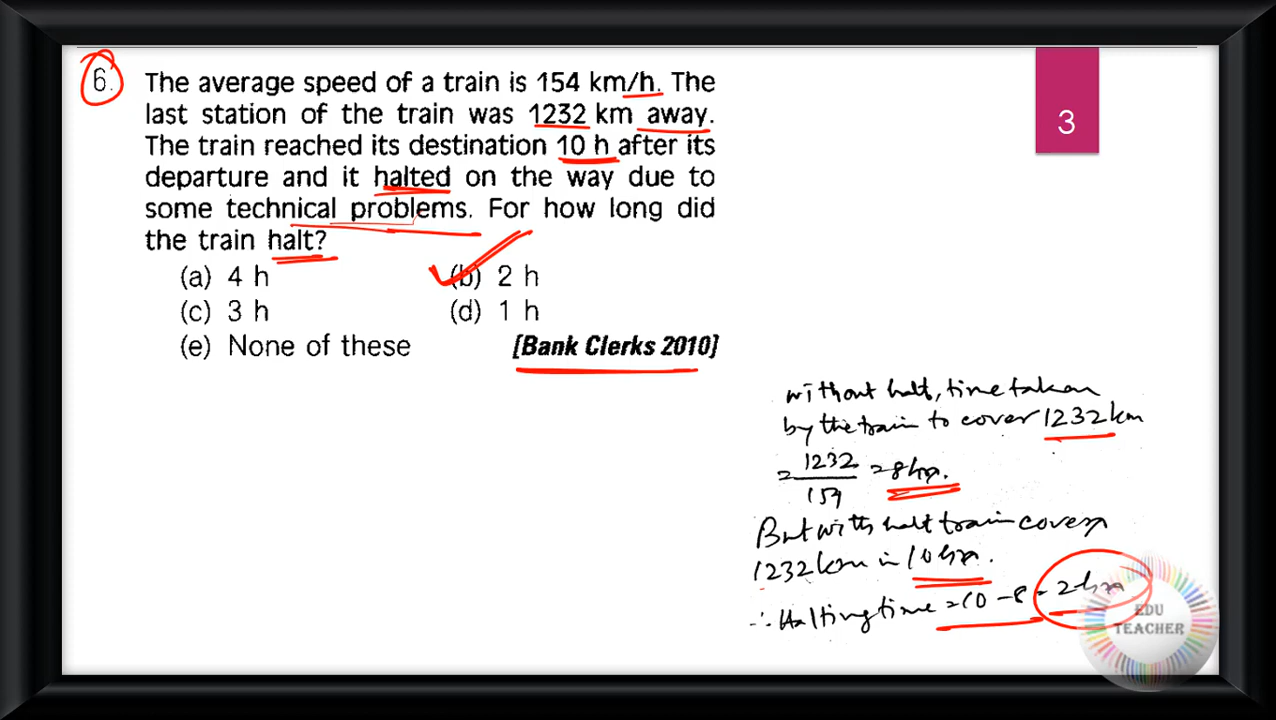 6.
The average speed of a train is 154 km/h. The
last station of the train was 1232 km away.
The train reached its destination 10 h after its
departure and it halted on the way due to
some technical problems. For how long did
the train halt?
(a) 4 h (b) 2 h
(c) 3 h (d) 1 h
(e) None of these [Bank Clerks 2010]
3
without halt, time taken
by the train to cover 1232 km
= 1232/154 = 8 hrs.
But with halt train covers
1232 km in 10 hrs.
∴ Halting time = 10 - 8 = 2 hrs
EDU
TEACHER